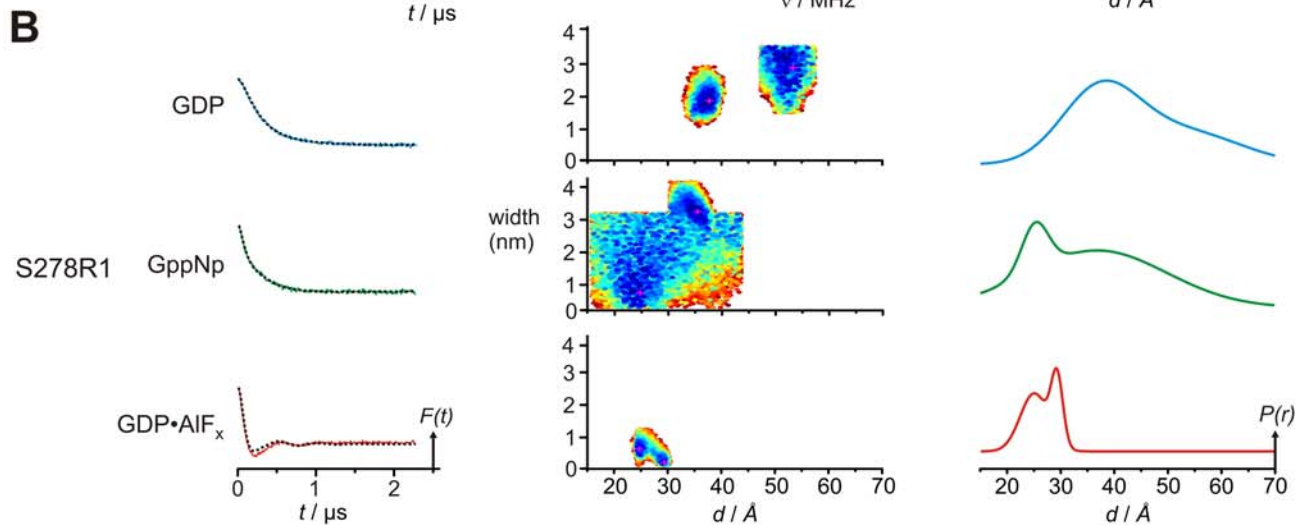 B
t / µs
ν / MHz
d / Å
GDP
4
3
2
1
0
S278R1
GppNp
width
(nm)
4
3
2
1
0
GDP•AlFₓ
F(t)
4
3
2
1
0
P(r)
0 1 2
20 30 40 50 60 70
20 30 40 50 60 70
t / µs
d / Å
d / Å